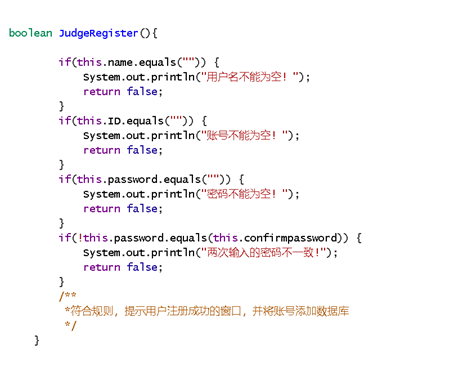 boolean JudgeRegister(){
if(this.name.equals("")) {
System.out.println("用户名不能为空! ");
return false;
}
if(this.ID.equals("")) {
System.out.println("账号不能为空! ");
return false;
}
if(this.password.equals("")) {
System.out.println("密码不能为空! ");
return false;
}
if(!this.password.equals(this.confirmpassword)) {
System.out.println("两次输入的密码不一致!");
return false;
}
/**
*符合规则，提示用户注册成功的窗口，并将账号添加数据库
*/
}